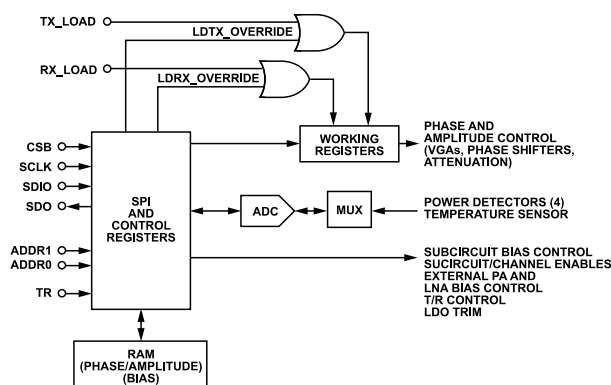 TX_LOAD
LDTX_OVERRIDE
RX_LOAD
LDRX_OVERRIDE
CSB
SCLK
SDIO
SDO
ADDR1
ADDR0
TR
SPI
AND
CONTROL
REGISTERS
WORKING
REGISTERS
PHASE AND
AMPLITUDE CONTROL
(VGAs, PHASE SHIFTERS,
ATTENUATION)
ADC
MUX
POWER DETECTORS (4)
TEMPERATURE SENSOR
SUBCIRCUIT BIAS CONTROL
SUCIRCUIT/CHANNEL ENABLES
EXTERNAL PA AND
LNA BIAS CONTROL
T/R CONTROL
LDO TRIM
RAM
(PHASE/AMPLITUDE)
(BIAS)